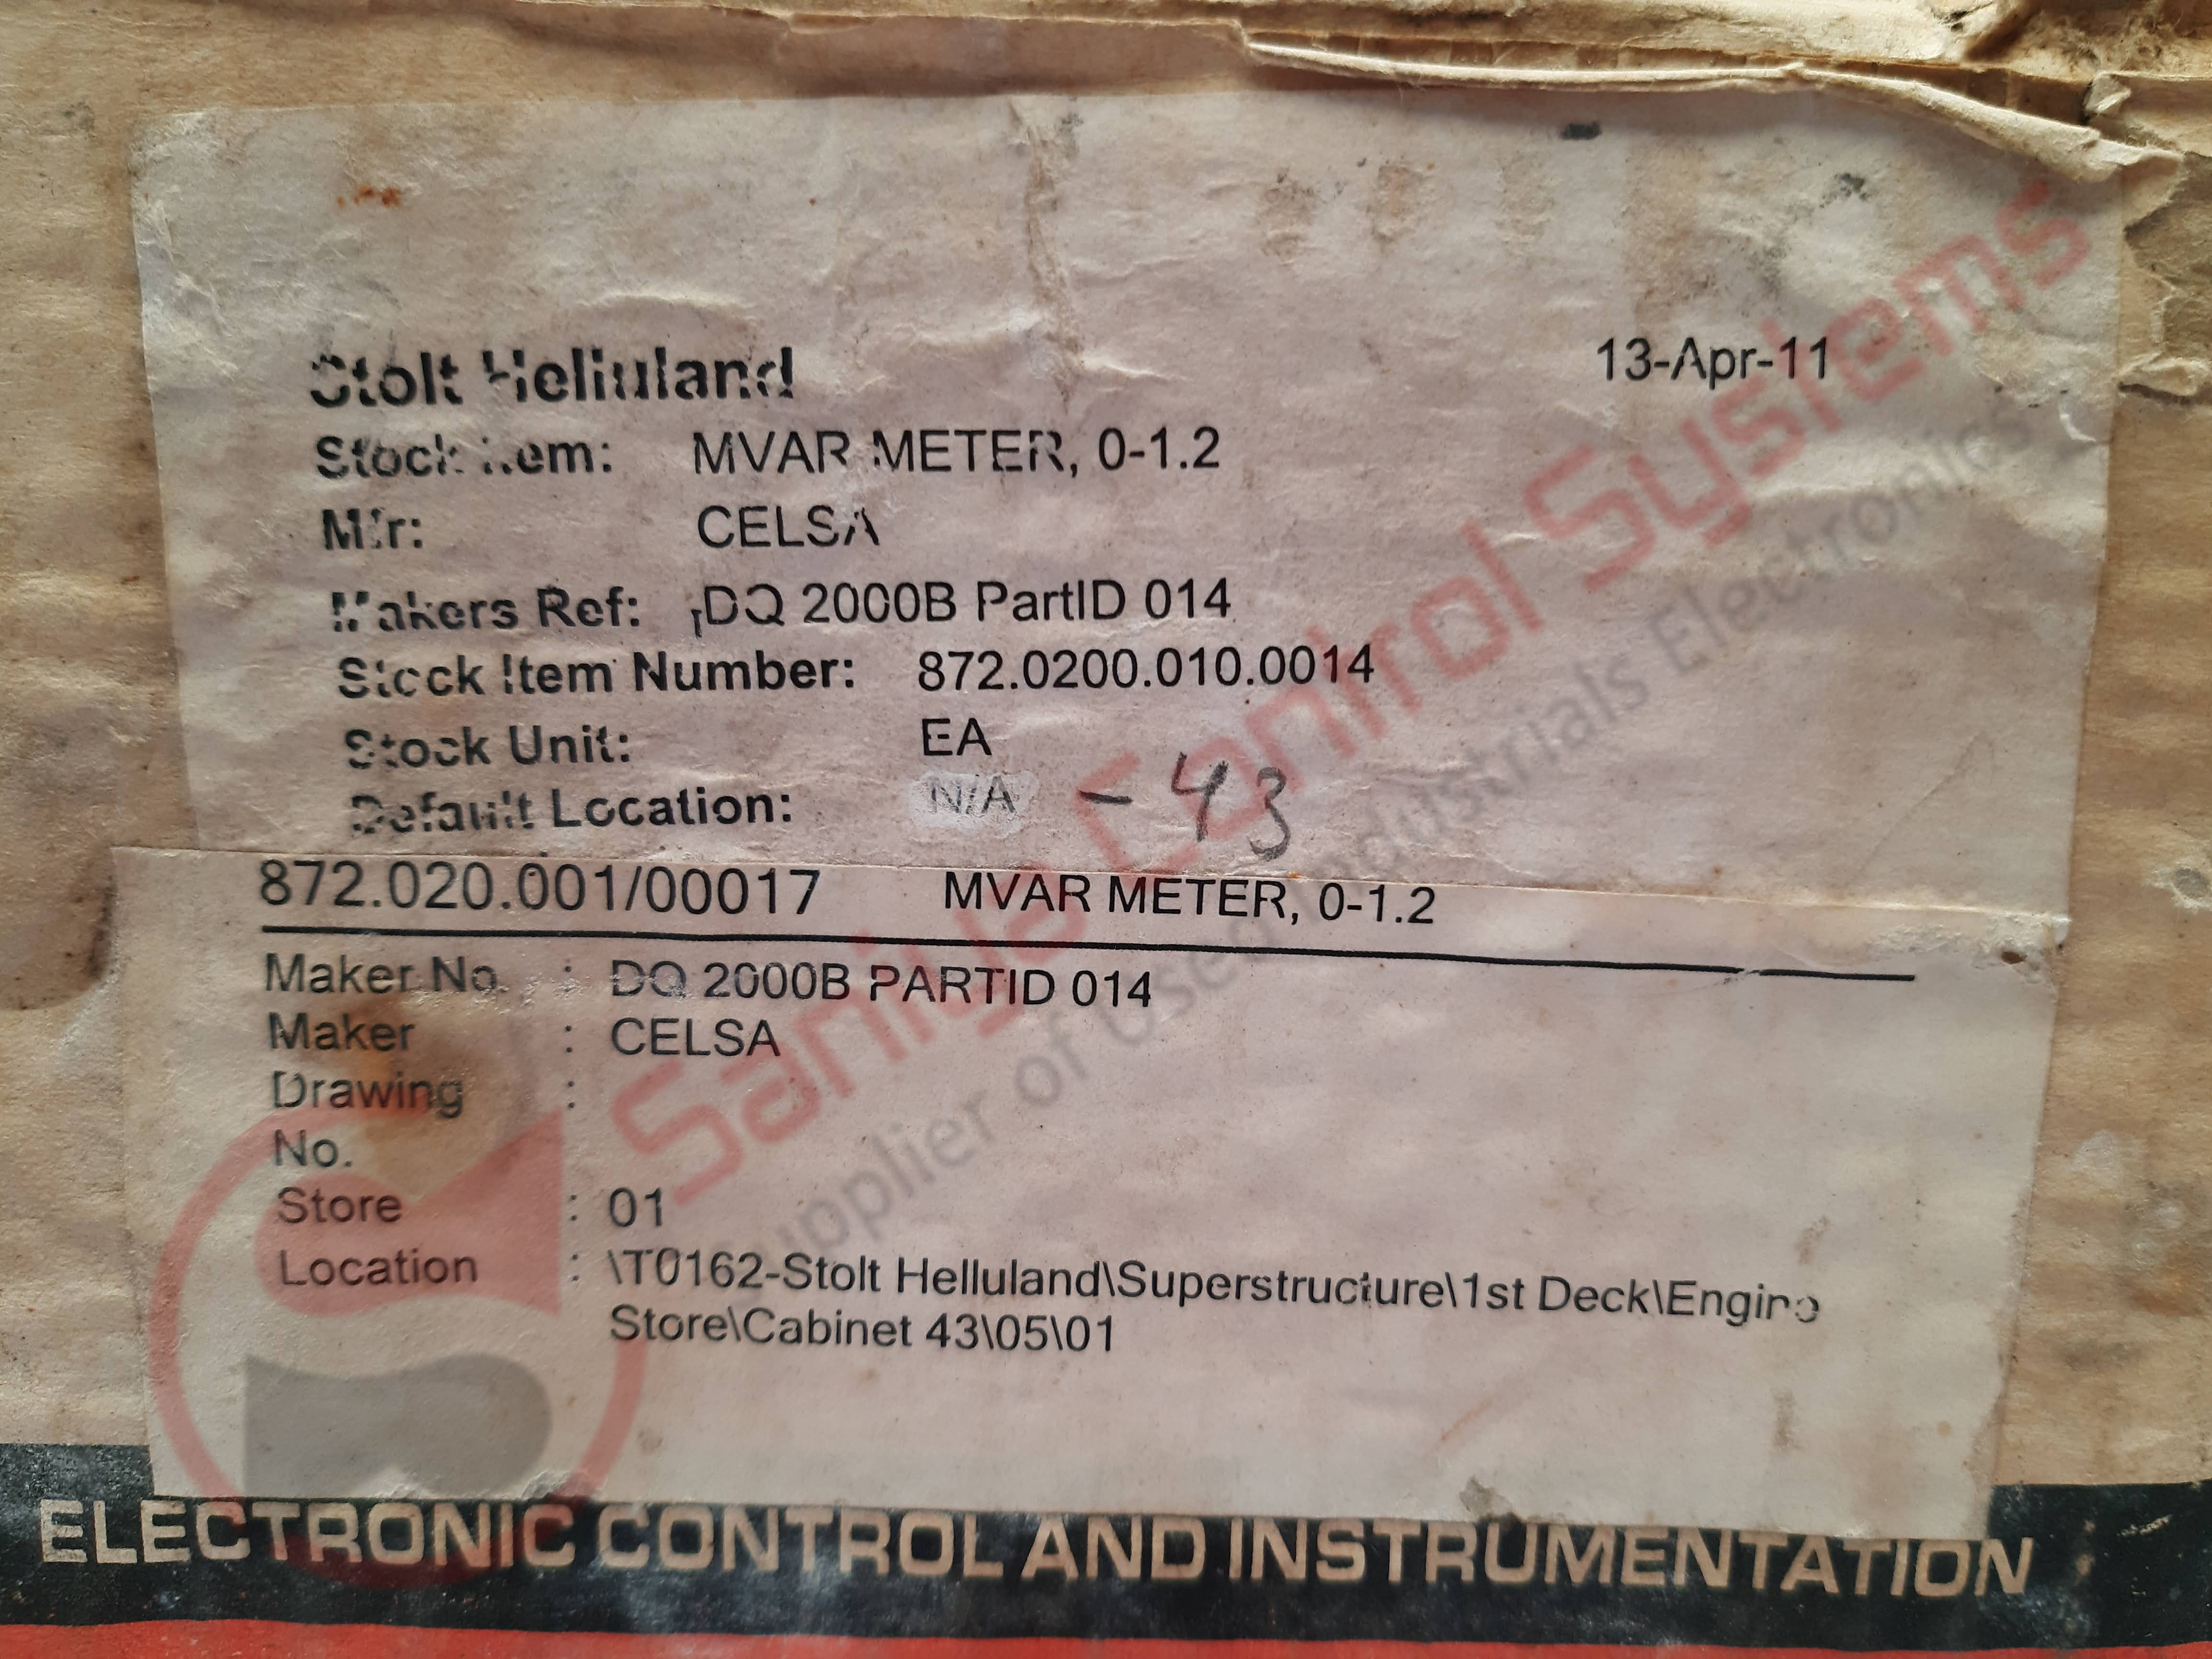 Stolt Helluland 13-Apr-11
Stock Item: MVAR METER, 0-1.2
Mfr: CELSA
Makers Ref: DQ 2000B PartID 014
Stock Item Number: 872.0200.010.0014
Stock Unit: EA
Default Location: N/A - 43
872.020.001/00017 MVAR METER, 0-1.2
Maker No. : DQ 2000B PARTID 014
Maker : CELSA
Drawing :
No.
Store : 01
Location : \T0162-Stolt Helluland\Superstructure\1st Deck\Engine
Store\Cabinet 43\05\01
ELECTRONIC CONTROL AND INSTRUMENTATION
Saniya Control Systems
Supplier of Used Industrials Electronics